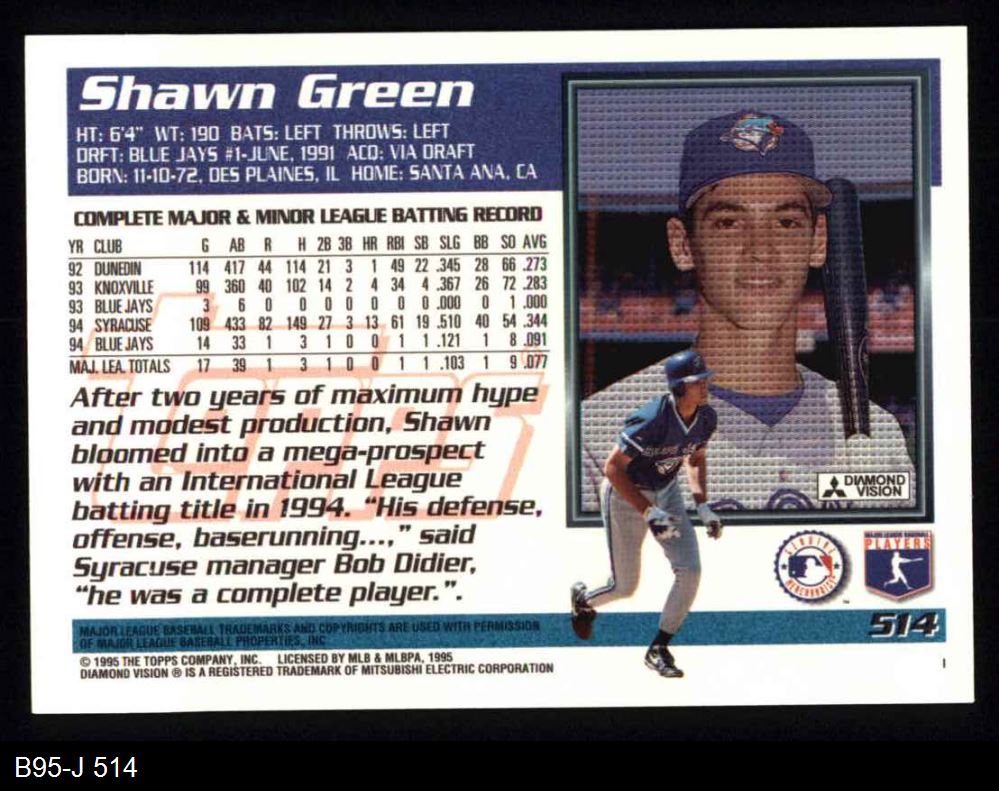 Shawn Green
HT: 6'4" WT: 190 BATS: LEFT THROWS: LEFT
DRFT: BLUE JAYS #1-JUNE, 1991 ACQ: VIA DRAFT
BORN: 11-10-72, DES PLAINES, IL HOME: SANTA ANA, CA
COMPLETE MAJOR & MINOR LEAGUE BATTING RECORD
YR CLUB G AB R H 2B 3B HR RBI SB SLG BB SO AVG
92 DUNEDIN 114 417 44 114 21 3 1 49 22 .345 28 66 .273
93 KNOXVILLE 99 360 40 102 14 2 4 34 4 .367 26 72 .283
93 BLUE JAYS 3 6 0 0 0 0 0 0 0 .000 0 1 .000
94 SYRACUSE 109 433 82 149 27 3 13 61 19 .510 40 54 .344
94 BLUE JAYS 14 33 1 3 1 0 0 1 1 .121 1 8 .091
MAJ. LEA. TOTALS 17 39 1 3 1 0 0 1 1 .103 1 9 .077
topps
After two years of maximum hype
and modest production, Shawn
bloomed into a mega-prospect
with an International League
batting title in 1994. "His defense,
offense, baserunning...," said
Syracuse manager Bob Didier,
"he was a complete player.".
DIAMOND
VISION
GENUINE
MERCHANDISE
MAJOR LEAGUE BASEBALL
PLAYERS
514
MAJOR LEAGUE BASEBALL TRADEMARKS AND COPYRIGHTS ARE USED WITH PERMISSION
OF MAJOR LEAGUE BASEBALL PROPERTIES, INC
© 1995 THE TOPPS COMPANY, INC. LICENSED BY MLB & MLBPA, 1995
DIAMOND VISION ® IS A REGISTERED TRADEMARK OF MITSUBISHI ELECTRIC CORPORATION
I
B95-J 514